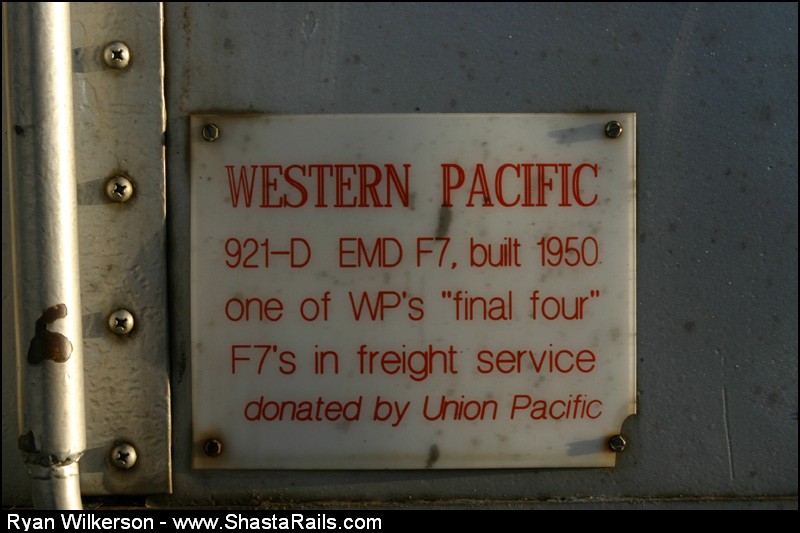 WESTERN PACIFIC
921-D EMD F7, built 1950
one of WP's "final four"
F7's in freight service
donated by Union Pacific
Ryan Wilkerson - www.ShastaRails.com